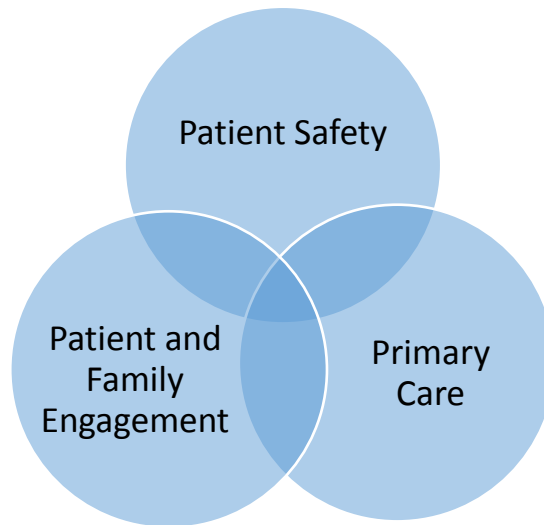 Patient Safety
Patient and
Family
Engagement
Primary
Care